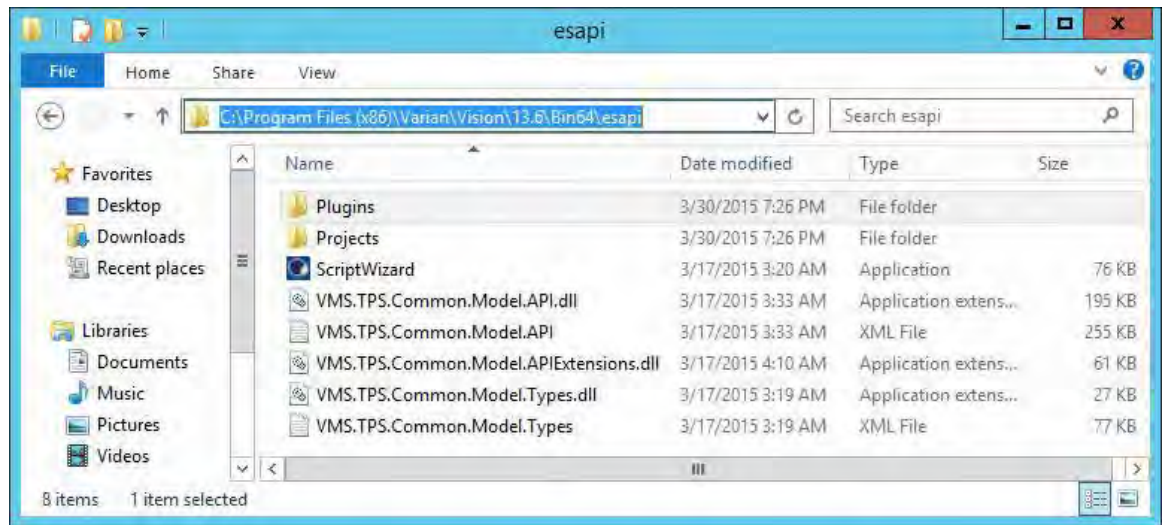 esapi
File Home Share View
C:\Program Files (x86)\Varian\Vision\13.6\Bin64\esapi Search esapi
Name Date modified Type Size
Favorites
Desktop Plugins 3/30/2015 7:26 PM File folder
Downloads Projects 3/30/2015 7:26 PM File folder
Recent places ScriptWizard 3/17/2015 3:20 AM Application 76 KB
VMS.TPS.Common.Model.API.dll 3/17/2015 3:33 AM Application extens... 195 KB
Libraries VMS.TPS.Common.Model.API 3/17/2015 3:33 AM XML File 255 KB
Documents VMS.TPS.Common.Model.APIExtensions.dll 3/17/2015 4:10 AM Application extens... 61 KB
Music VMS.TPS.Common.Model.Types.dll 3/17/2015 3:19 AM Application extens... 27 KB
Pictures VMS.TPS.Common.Model.Types 3/17/2015 3:19 AM XML File 77 KB
Videos
8 items 1 item selected